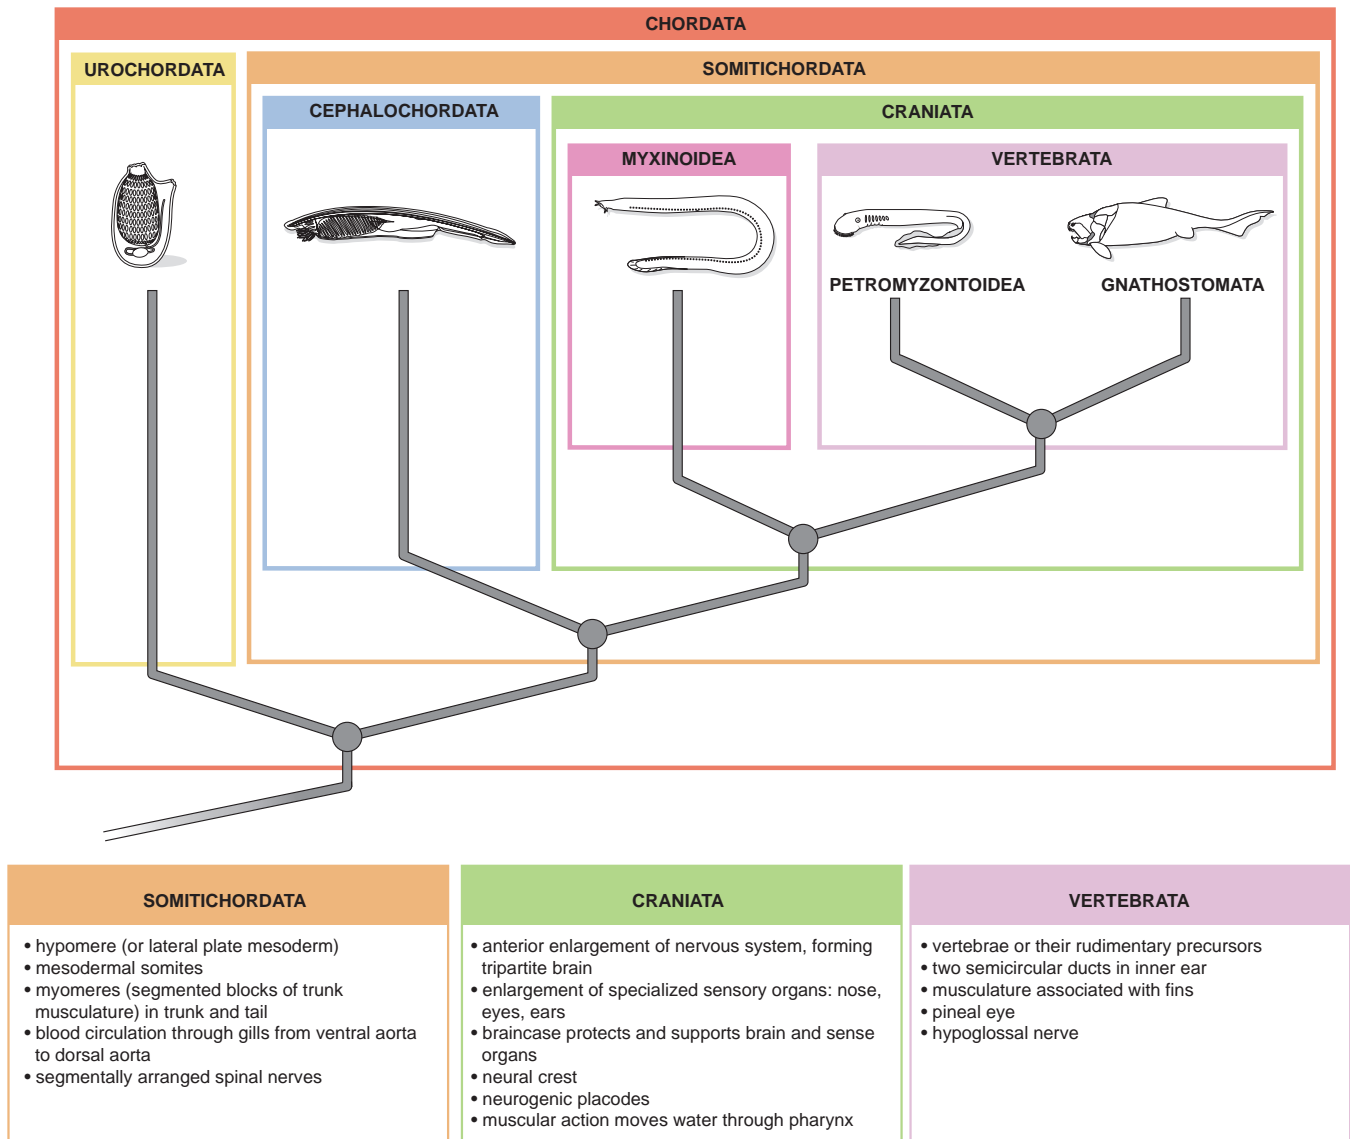 CHORDATA
UROCHORDATA
SOMITICHORDATA
CEPHALOCHORDATA
CRANIATA
MYXINOIDEA
VERTEBRATA
PETROMYZONTOIDEA
GNATHOSTOMATA
SOMITICHORDATA
• hypomere (or lateral plate mesoderm)
• mesodermal somites
• myomeres (segmented blocks of trunk
musculature) in trunk and tail
• blood circulation through gills from ventral aorta
to dorsal aorta
• segmentally arranged spinal nerves
CRANIATA
• anterior enlargement of nervous system, forming
tripartite brain
• enlargement of specialized sensory organs: nose,
eyes, ears
• braincase protects and supports brain and sense
organs
• neural crest
• neurogenic placodes
• muscular action moves water through pharynx
VERTEBRATA
• vertebrae or their rudimentary precursors
• two semicircular ducts in inner ear
• musculature associated with fins
• pineal eye
• hypoglossal nerve